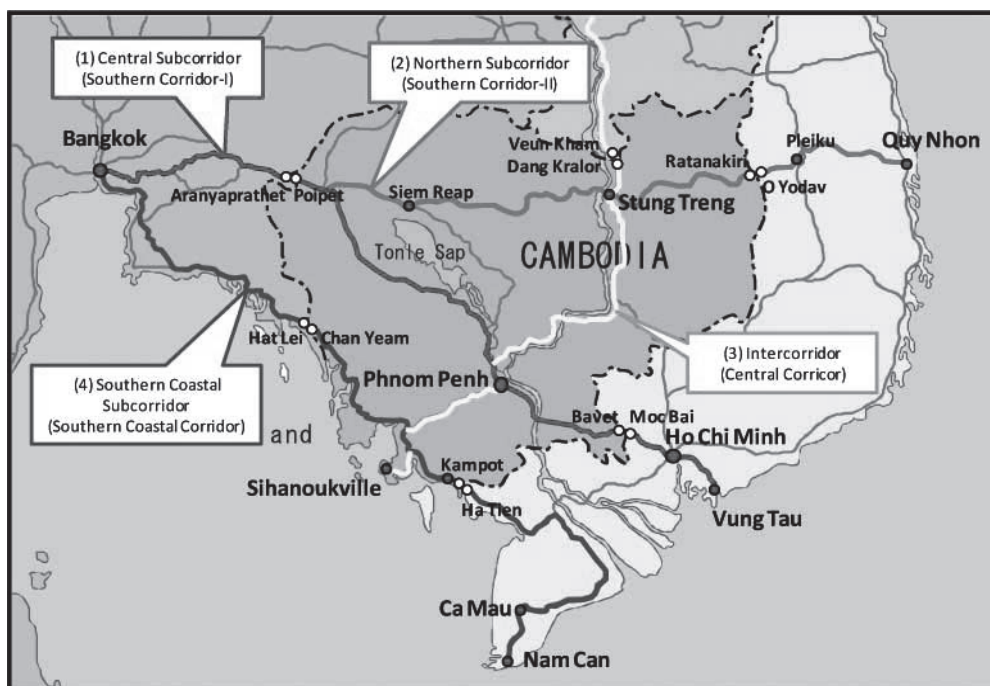 (1) Central Subcorridor
(Southern Corridor-I)
(2) Northern Subcorridor
(Southern Corridor-II)
Bangkok
Veun Kham
Dang Kralor
Ratanakiri
Pleiku
Quy Nhon
O Yodav
Aranyaprathet
Poipet
Siem Reap
Stung Treng
Tonle Sap
CAMBODIA
Hat Lei
Chan Yeam
(3) Intercorridor
(Central Corricor)
(4) Southern Coastal
Subcorridor
(Southern Coastal Corridor)
and
Phnom Penh
Bavet
Moc Bai
Ho Chi Minh
Sihanoukville
Kampot
Ha Tien
Vung Tau
Ca Mau
Nam Can